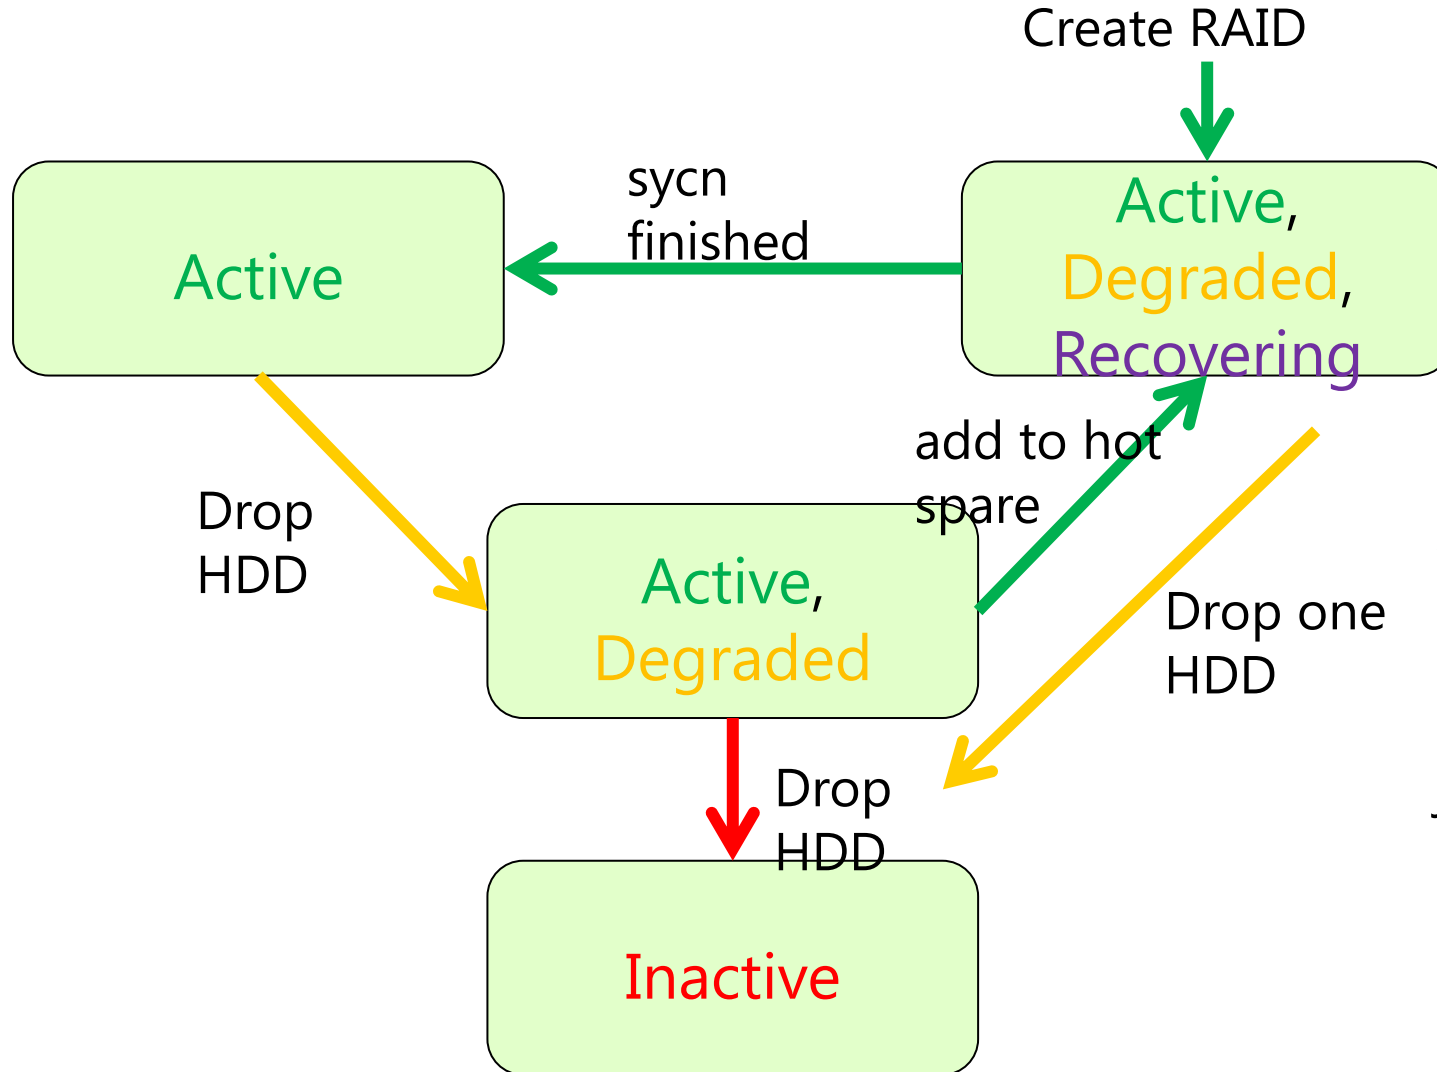 Create RAID
sycn
finished
Active,
Degraded,
Recovering
Active
add to hot
spare
Drop
HDD
Active,
Degraded
Drop one
HDD
Drop
HDD
Inactive